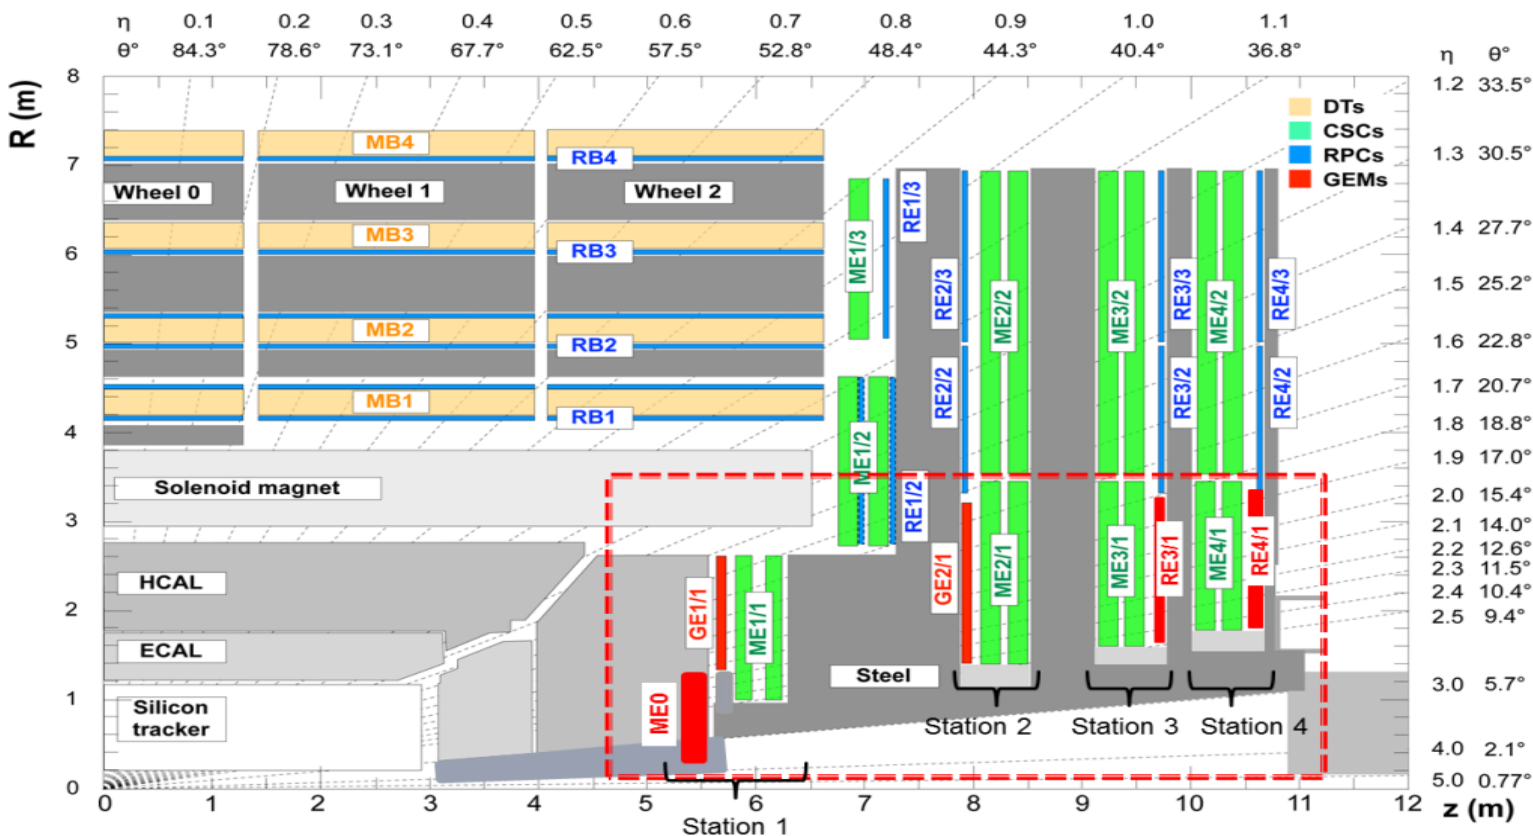 η 0.1 0.2 0.3 0.4 0.5 0.6 0.7 0.8 0.9 1.0 1.1
θ° 84.3° 78.6° 73.1° 67.7° 62.5° 57.5° 52.8° 48.4° 44.3° 40.4° 36.8°
η θ°
R (m)
8
7
6
5
4
3
2
1
0
1.2 33.5°
1.3 30.5°
1.4 27.7°
1.5 25.2°
1.6 22.8°
1.7 20.7°
1.8 18.8°
1.9 17.0°
2.0 15.4°
2.1 14.0°
2.2 12.6°
2.3 11.5°
2.4 10.4°
2.5 9.4°
3.0 5.7°
4.0 2.1°
5.0 0.77°
DTs
CSCs
RPCs
GEMs
MB4
RB4
Wheel 0
Wheel 1
Wheel 2
MB3
RB3
MB2
RB2
MB1
RB1
Solenoid magnet
HCAL
ECAL
Silicon
tracker
ME0
GE1/1
ME1/1
ME1/2
ME1/3
RE1/3
RE1/2
RE2/3
RE2/2
GE2/1
ME2/2
ME2/1
ME3/2
ME3/1
RE3/3
RE3/2
RE3/1
ME4/2
ME4/1
RE4/3
RE4/2
RE4/1
Steel
Station 2
Station 3
Station 4
0 1 2 3 4 5 6 7 8 9 10 11 12 z (m)
Station 1